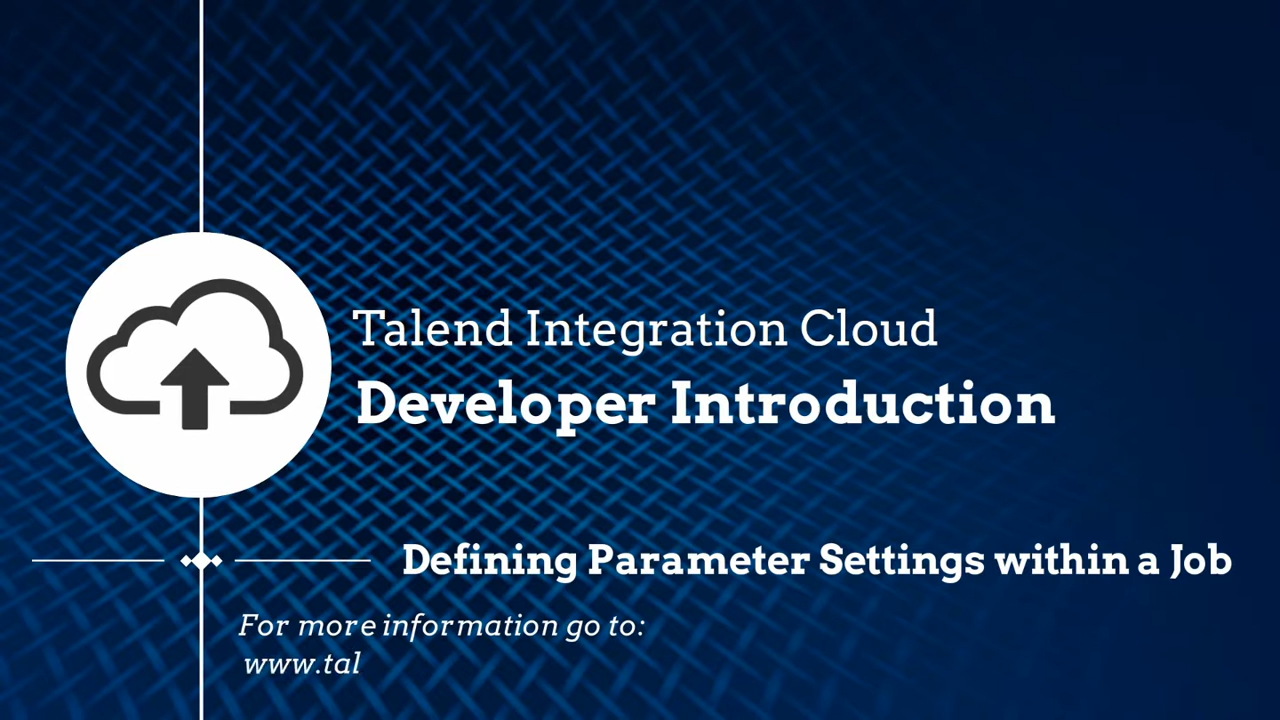 Talend Integration Cloud
Developer Introduction
Defining Parameter Settings within a Job
For more information go to:
www.tal